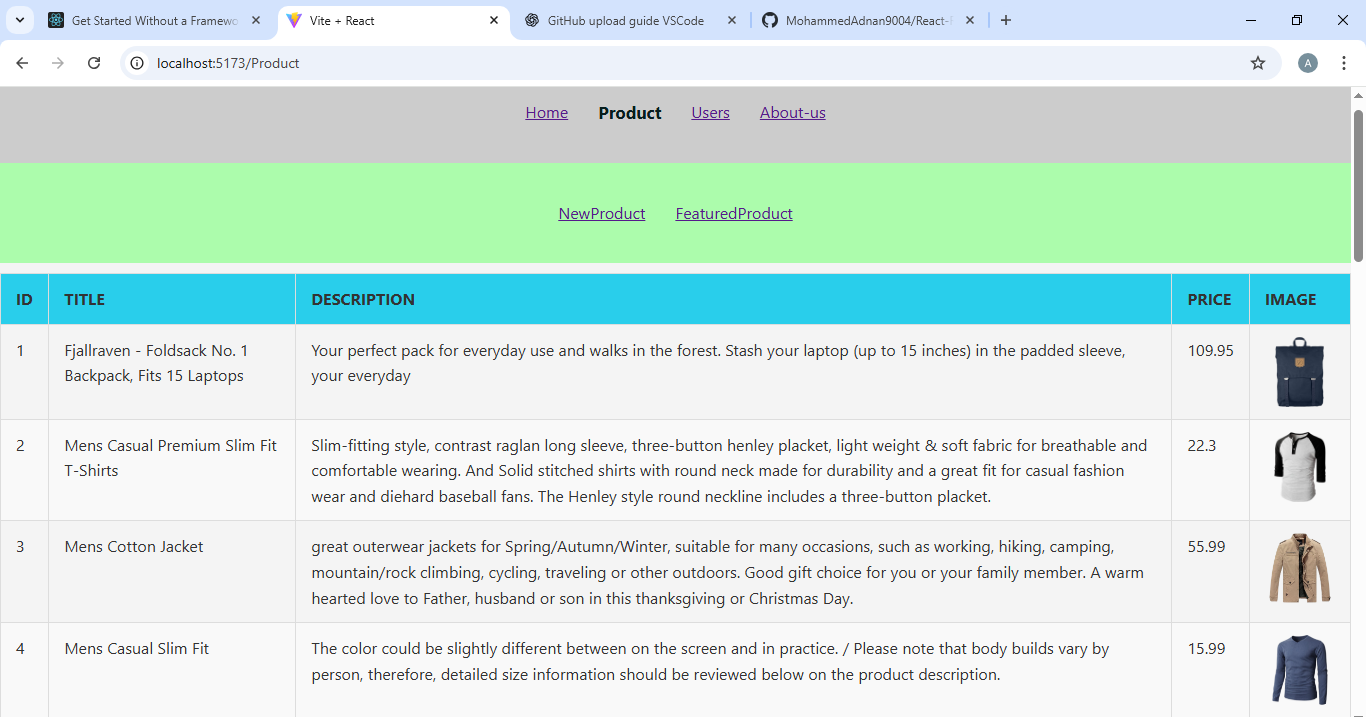 Get Started Without a Framewo
Vite + React
GitHub upload guide VSCode
MohammedAdnan9004/React-
localhost:5173/Product
A
Home Product Users About-us
NewProduct FeaturedProduct
ID TITLE DESCRIPTION PRICE IMAGE
1 Fjallraven - Foldsack No. 1 Your perfect pack for everyday use and walks in the forest. Stash your laptop (up to 15 inches) in the padded sleeve, 109.95
Backpack, Fits 15 Laptops your everyday
2 Mens Casual Premium Slim Fit Slim-fitting style, contrast raglan long sleeve, three-button henley placket, light weight & soft fabric for breathable and 22.3
T-Shirts comfortable wearing. And Solid stitched shirts with round neck made for durability and a great fit for casual fashion
wear and diehard baseball fans. The Henley style round neckline includes a three-button placket.
3 Mens Cotton Jacket great outerwear jackets for Spring/Autumn/Winter, suitable for many occasions, such as working, hiking, camping, 55.99
mountain/rock climbing, cycling, traveling or other outdoors. Good gift choice for you or your family member. A warm
hearted love to Father, husband or son in this thanksgiving or Christmas Day.
4 Mens Casual Slim Fit The color could be slightly different between on the screen and in practice. / Please note that body builds vary by 15.99
person, therefore, detailed size information should be reviewed below on the product description.